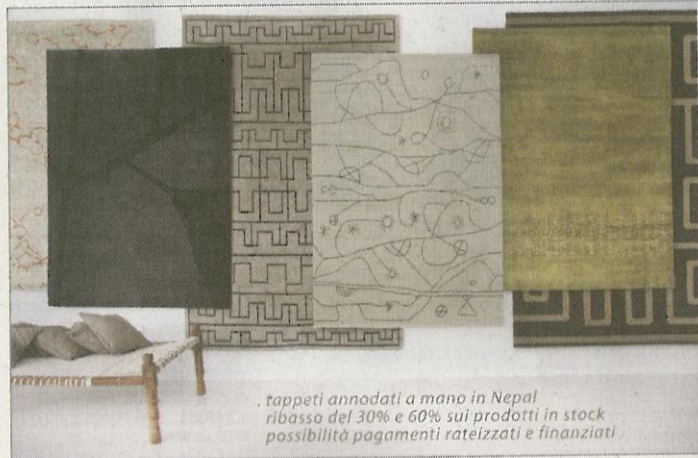 . tappeti annodati a mano in Nepal
ribasso del 30% e 60% sui prodotti in stock
possibilità pagamenti rateizzati e finanziati